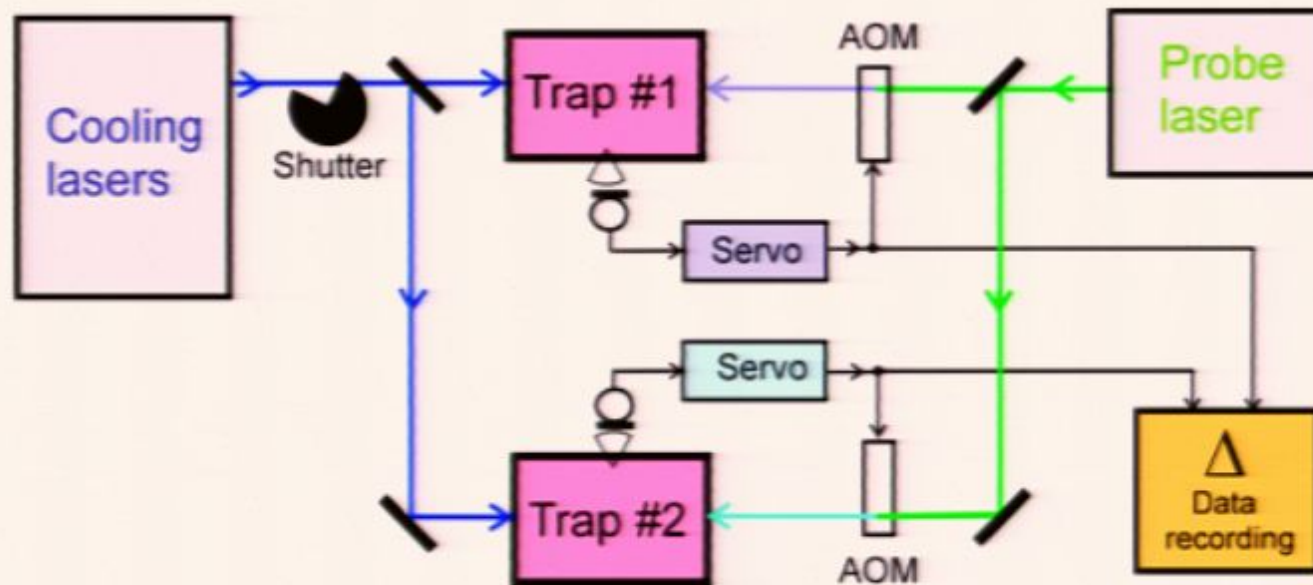 Cooling
lasers
Shutter
Trap #1
AOM
Probe
laser
Servo
Servo
Trap #2
AOM
Δ
Data
recording